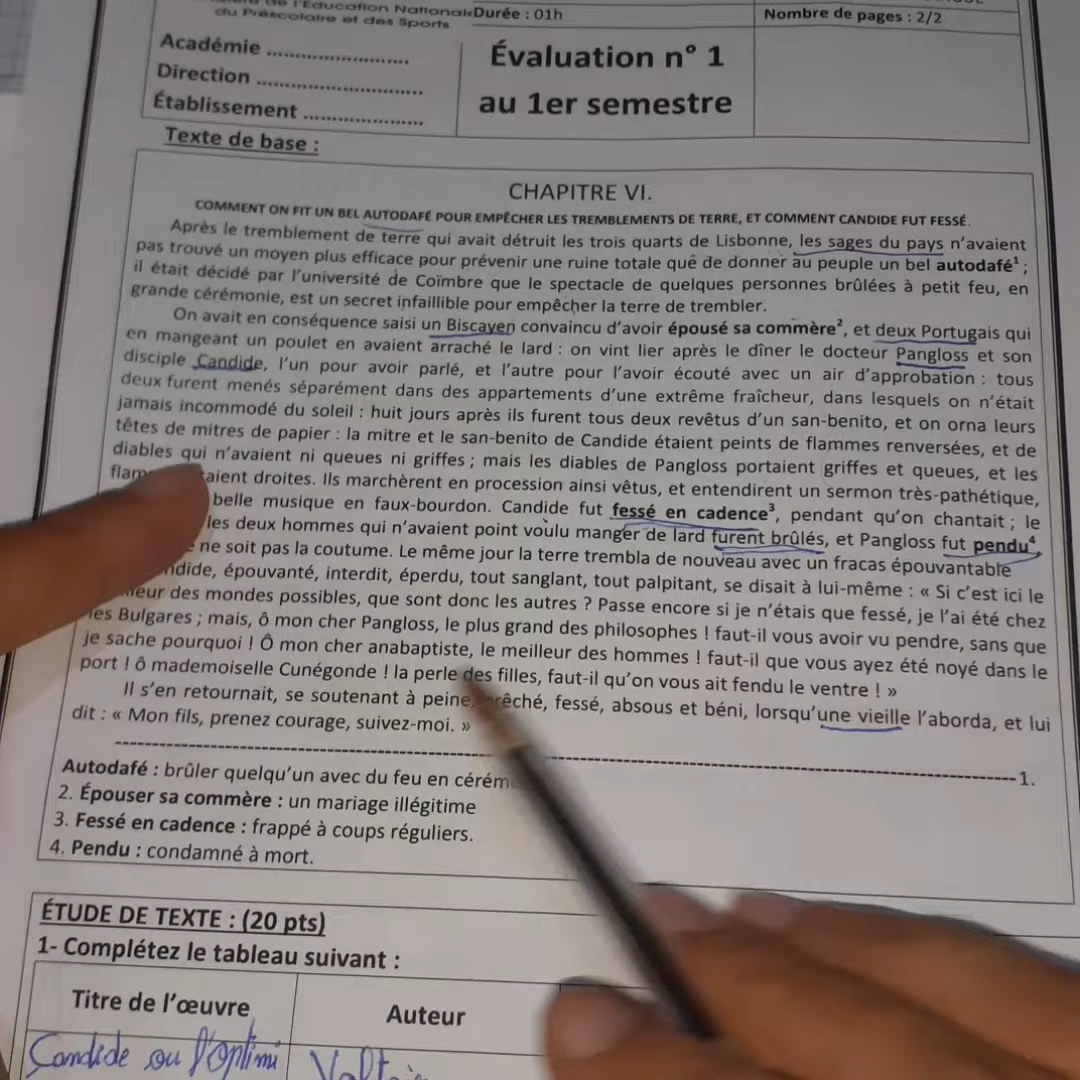 de l'Éducation Nationale
du Préscolaire et des Sports
Durée : 01h
Nombre de pages : 2/2
Académie ........................
Direction ............................
Établissement ....................
Évaluation n° 1
au 1er semestre
Texte de base :
CHAPITRE VI.
COMMENT ON FIT UN BEL AUTODAFÉ POUR EMPÊCHER LES TREMBLEMENTS DE TERRE, ET COMMENT CANDIDE FUT FESSÉ.
Après le tremblement de terre qui avait détruit les trois quarts de Lisbonne, les sages du pays n'avaient
pas trouvé un moyen plus efficace pour prévenir une ruine totale que de donner au peuple un bel autodafé¹ ;
il était décidé par l'université de Coïmbre que le spectacle de quelques personnes brûlées à petit feu, en
grande cérémonie, est un secret infaillible pour empêcher la terre de trembler.
On avait en conséquence saisi un Biscayen convaincu d'avoir épousé sa commère², et deux Portugais qui
en mangeant un poulet en avaient arraché le lard : on vint lier après le dîner le docteur Pangloss et son
disciple Candide, l'un pour avoir parlé, et l'autre pour l'avoir écouté avec un air d'approbation : tous
deux furent menés séparément dans des appartements d'une extrême fraîcheur, dans lesquels on n'était
jamais incommodé du soleil : huit jours après ils furent tous deux revêtus d'un san-benito, et on orna leurs
têtes de mitres de papier : la mitre et le san-benito de Candide étaient peints de flammes renversées, et de
diables qui n'avaient ni queues ni griffes ; mais les diables de Pangloss portaient griffes et queues, et les
flam aient droites. Ils marchèrent en procession ainsi vêtus, et entendirent un sermon très-pathétique,
belle musique en faux-bourdon. Candide fut fessé en cadence³, pendant qu'on chantait ; le
les deux hommes qui n'avaient point voulu manger de lard furent brûlés, et Pangloss fut pendu⁴,
ne soit pas la coutume. Le même jour la terre trembla de nouveau avec un fracas épouvantable
ndide, épouvanté, interdit, éperdu, tout sanglant, tout palpitant, se disait à lui-même : « Si c'est ici le
eur des mondes possibles, que sont donc les autres ? Passe encore si je n'étais que fessé, je l'ai été chez
les Bulgares ; mais, ô mon cher Pangloss, le plus grand des philosophes ! faut-il vous avoir vu pendre, sans que
je sache pourquoi ! Ô mon cher anabaptiste, le meilleur des hommes ! faut-il que vous ayez été noyé dans le
port ! ô mademoiselle Cunégonde ! la perle des filles, faut-il qu'on vous ait fendu le ventre ! »
Il s'en retournait, se soutenant à peine, prêché, fessé, absous et béni, lorsqu'une vieille l'aborda, et lui
dit : « Mon fils, prenez courage, suivez-moi. »
1.
Autodafé : brûler quelqu'un avec du feu en cérém
2. Épouser sa commère : un mariage illégitime
3. Fessé en cadence : frappé à coups réguliers.
4. Pendu : condamné à mort.
ÉTUDE DE TEXTE : (20 pts)
1- Complétez le tableau suivant :
Titre de l'œuvre
Auteur
Candide ou l'Optimi
Voltai